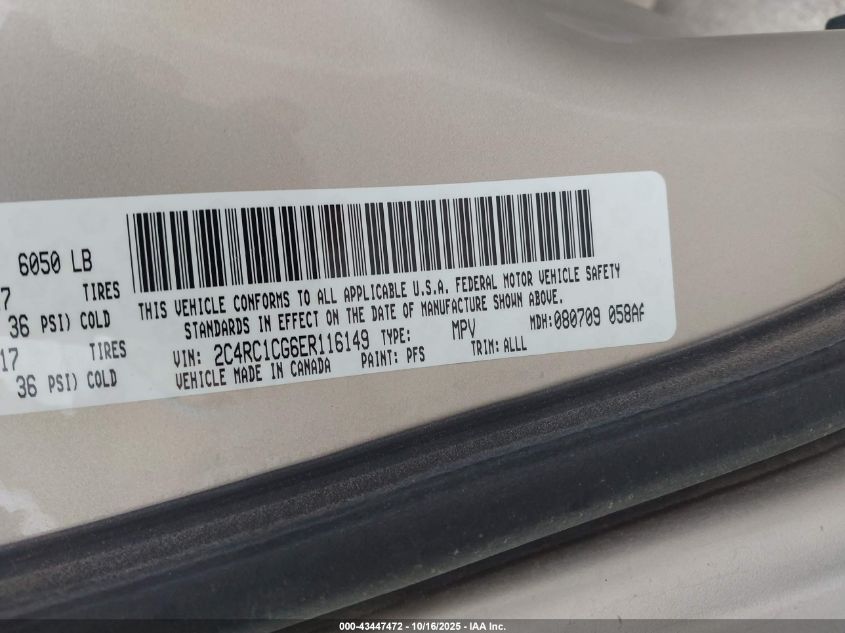 6050 LB
7 TIRES
36 PSI) COLD
17 TIRES
36 PSI) COLD
THIS VEHICLE CONFORMS TO ALL APPLICABLE U.S.A. FEDERAL MOTOR VEHICLE SAFETY
STANDARDS IN EFFECT ON THE DATE OF MANUFACTURE SHOWN ABOVE.
VIN: 2C4RC1CG6ER116149 TYPE: MPV MDH:080709 058AF
VEHICLE MADE IN CANADA PAINT: PFS TRIM: ALLL
000-43447472 - 10/16/2025 - IAA Inc.